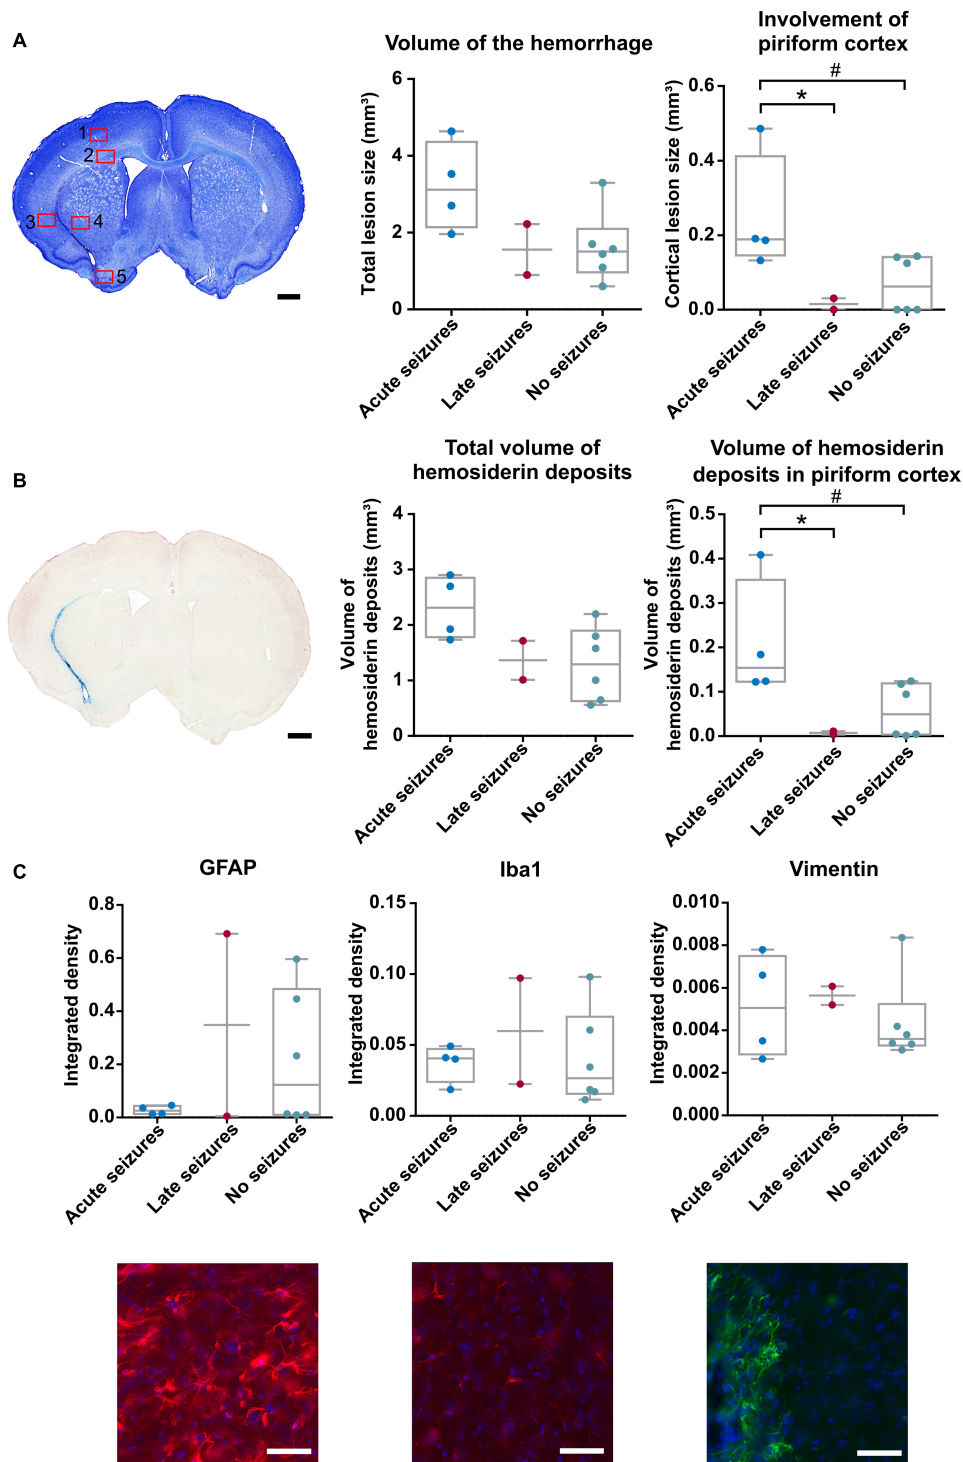 A
Volume of the hemorrhage
Total lesion size (mm³)
6
4
2
0
Acute seizures
Late seizures
No seizures
Involvement of
piriform cortex
#
*
Cortical lesion size (mm³)
0.6
0.4
0.2
0.0
Acute seizures
Late seizures
No seizures
1
2
3
4
5
B
Total volume of
hemosiderin deposits
Volume of
hemosiderin deposits (mm³)
4
3
2
1
0
Acute seizures
Late seizures
No seizures
Volume of hemosiderin
deposits in piriform cortex
#
*
Volume of
hemosiderin deposits (mm³)
0.5
0.4
0.3
0.2
0.1
0.0
Acute seizures
Late seizures
No seizures
C
GFAP
Integrated density
0.8
0.6
0.4
0.2
0.0
Acute seizures
Late seizures
No seizures
Iba1
Integrated density
0.15
0.10
0.05
0.00
Acute seizures
Late seizures
No seizures
Vimentin
Integrated density
0.010
0.008
0.006
0.004
0.002
0.000
Acute seizures
Late seizures
No seizures